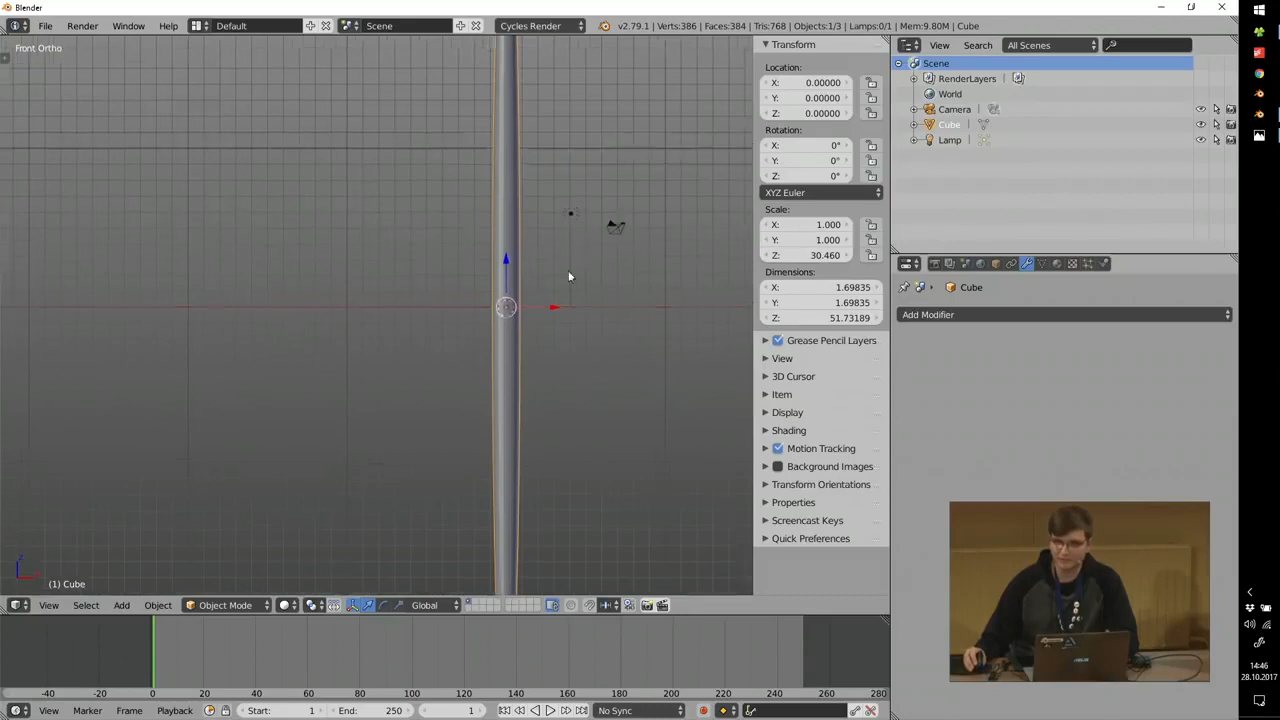 Blender
File Render Window Help Default Scene Cycles Render v2.79.1 | Verts:386 | Faces:384 | Tris:768 | Objects:1/3 | Lamps:0/1 | Mem:9.80M | Cube
Front Ortho
Transform
Location:
X: 0.00000
Y: 0.00000
Z: 0.00000
Rotation:
X: 0°
Y: 0°
Z: 0°
XYZ Euler
Scale:
X: 1.000
Y: 1.000
Z: 30.460
Dimensions:
X: 1.69835
Y: 1.69835
Z: 51.73189
Grease Pencil Layers
View
3D Cursor
Item
Display
Shading
Motion Tracking
Background Images
Transform Orientations
Properties
Screencast Keys
Quick Preferences
View Search All Scenes
Scene
RenderLayers
World
Camera
Cube
Lamp
Cube
Add Modifier
z
(1) Cube
View Select Add Object Object Mode Global
-40 -20 0 20 40 60 80 100 120 140 160 180 200 220 240 260 280
View Marker Frame Playback Start: 1 End: 250 1 No Sync
ASUS
14:46
28.10.2017